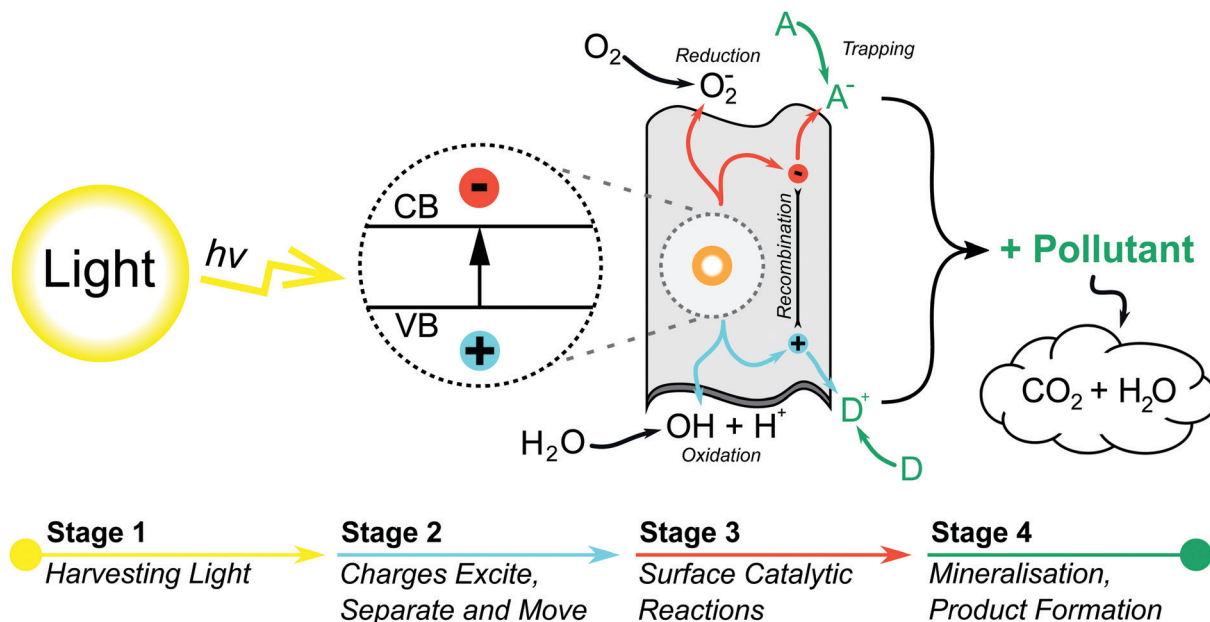 Light
hv
CB
-
VB
+
O₂
Reduction
O₂⁻
A
Trapping
A⁻
-
Recombination
+
H₂O
OH + H⁺
Oxidation
D⁺
D
+ Pollutant
CO₂ + H₂O
Stage 1
Harvesting Light
Stage 2
Charges Excite,
Separate and Move
Stage 3
Surface Catalytic
Reactions
Stage 4
Mineralisation,
Product Formation